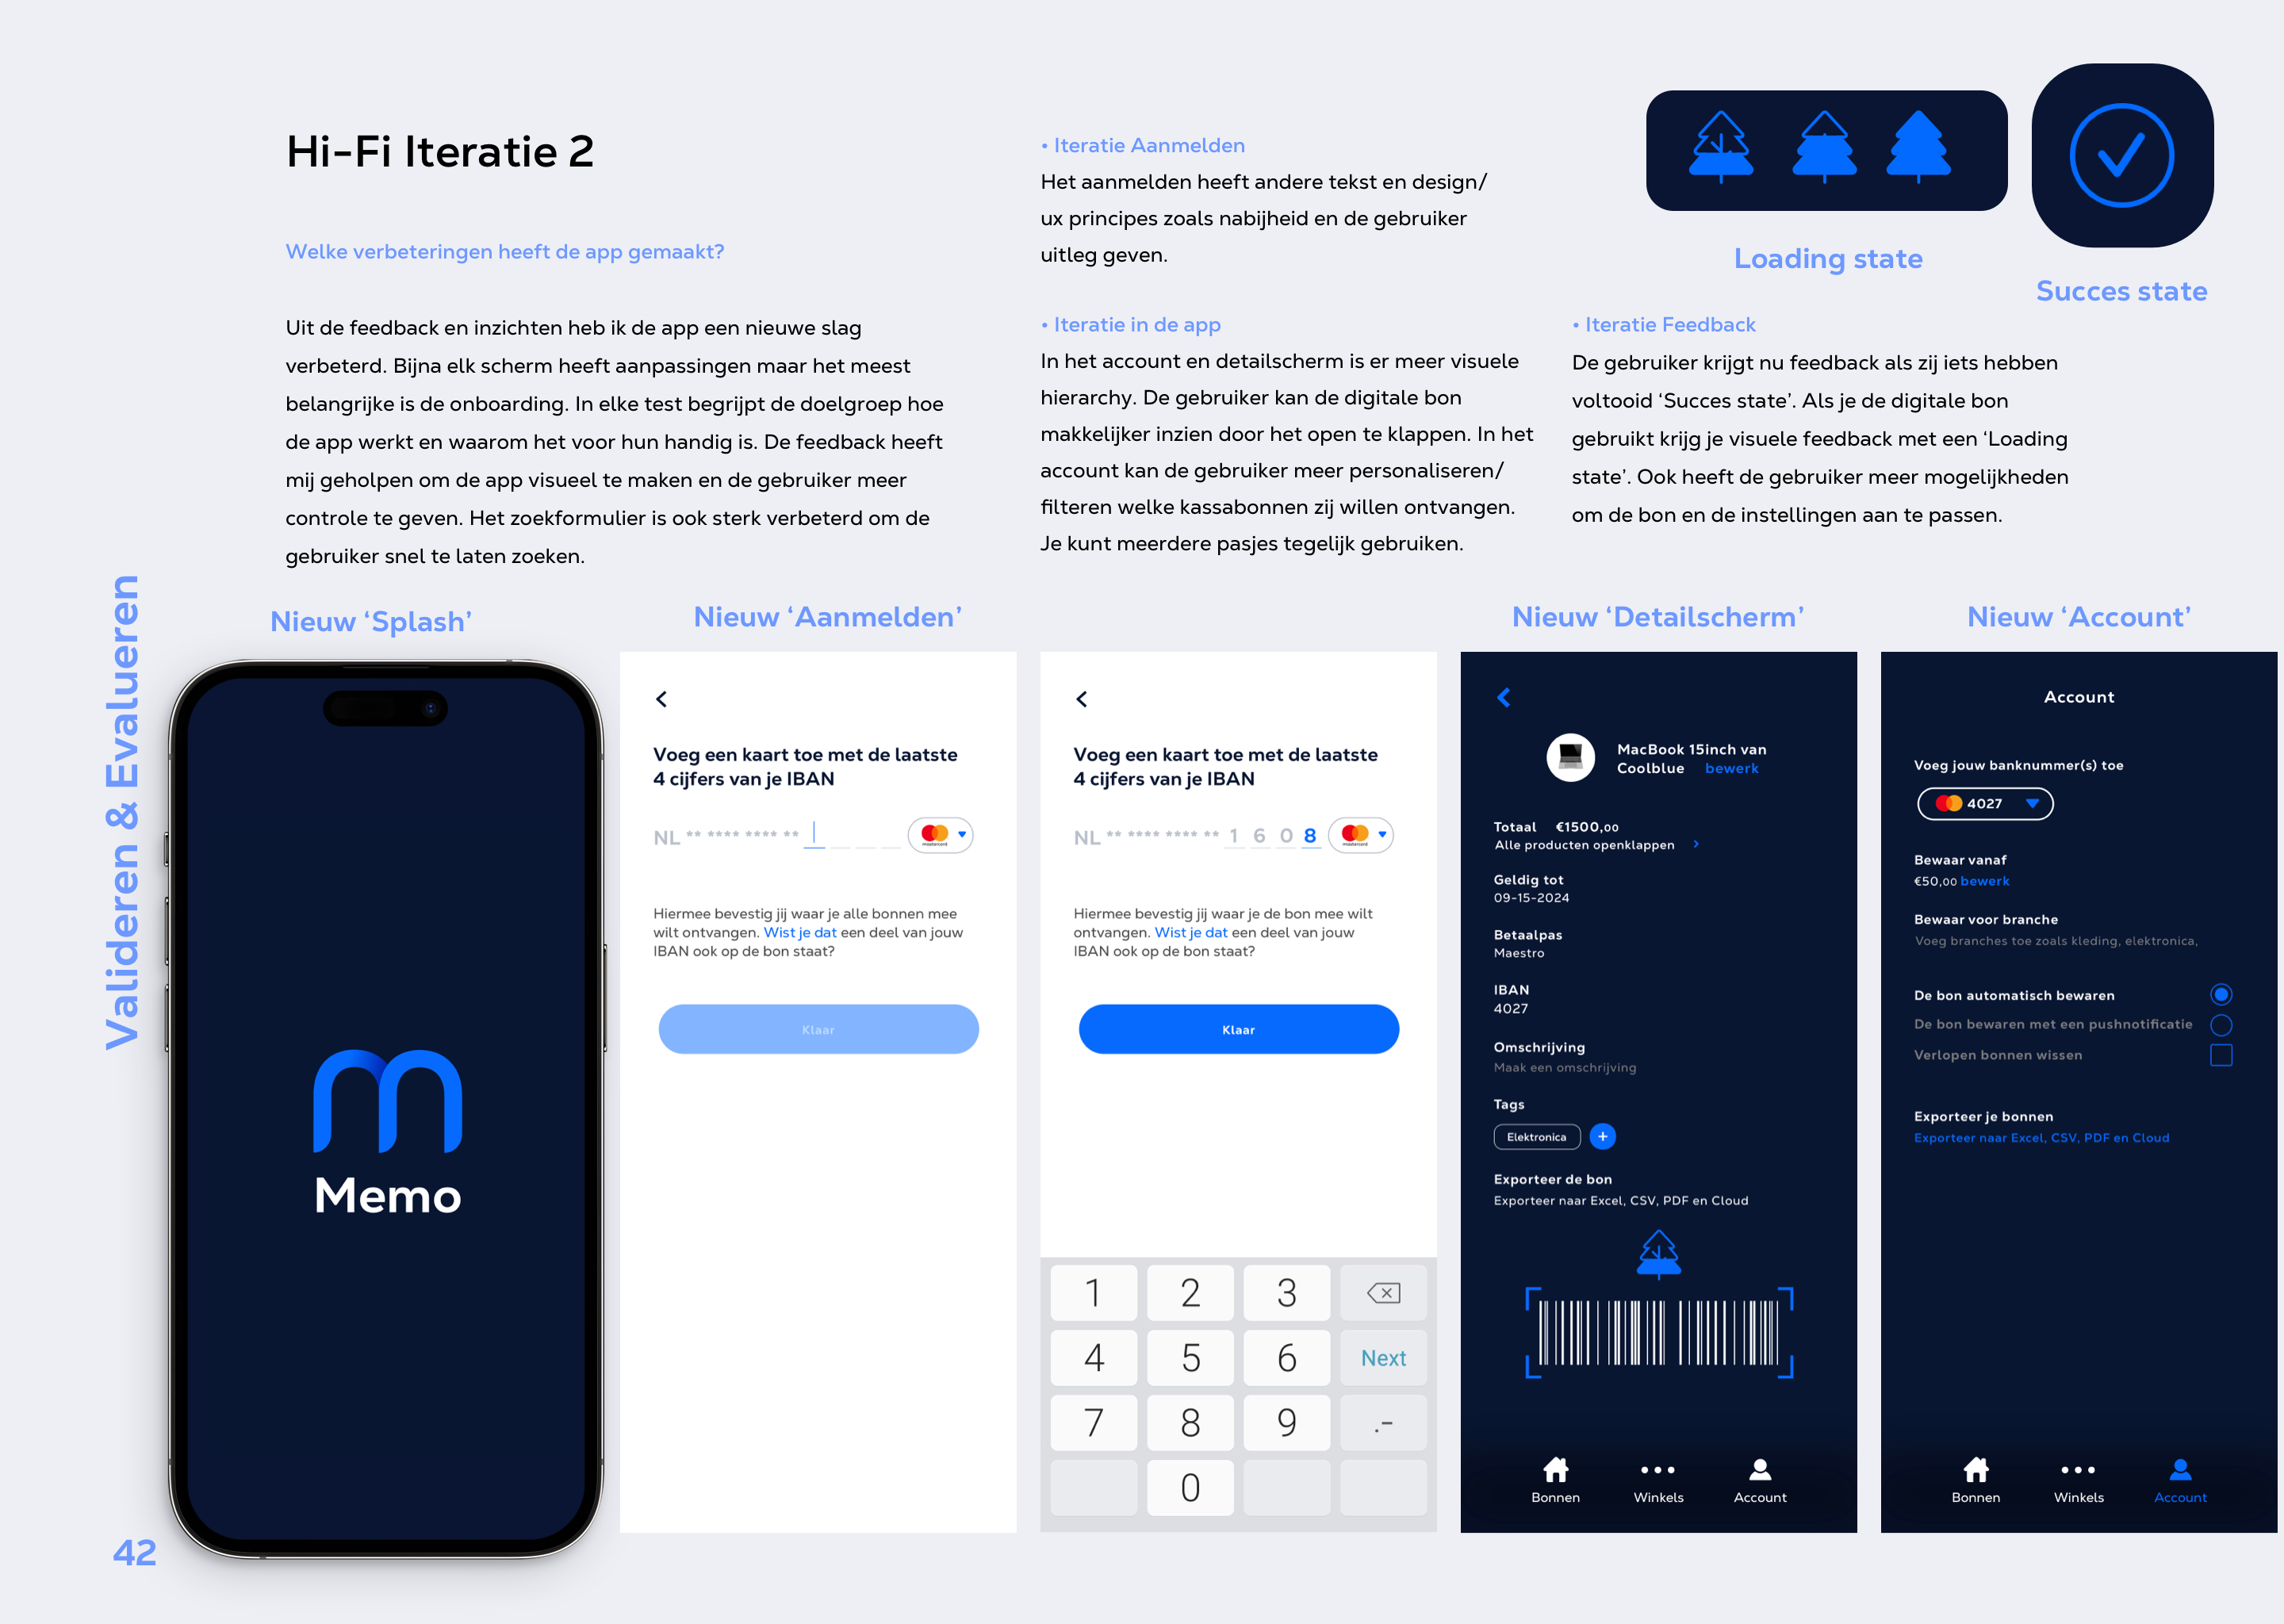 Hi-Fi Iteratie 2
Welke verbeteringen heeft de app gemaakt?
Uit de feedback en inzichten heb ik de app een nieuwe slag
verbeterd. Bijna elk scherm heeft aanpassingen maar het meest
belangrijke is de onboarding. In elke test begrijpt de doelgroep hoe
de app werkt en waarom het voor hun handig is. De feedback heeft
mij geholpen om de app visueel te maken en de gebruiker meer
controle te geven. Het zoekformulier is ook sterk verbeterd om de
gebruiker snel te laten zoeken.
• Iteratie Aanmelden
Het aanmelden heeft andere tekst en design/
ux principes zoals nabijheid en de gebruiker
uitleg geven.
• Iteratie in de app
In het account en detailscherm is er meer visuele
hierarchy. De gebruiker kan de digitale bon
makkelijker inzien door het open te klappen. In het
account kan de gebruiker meer personaliseren/
filteren welke kassabonnen zij willen ontvangen.
Je kunt meerdere pasjes tegelijk gebruiken.
Loading state
Succes state
• Iteratie Feedback
De gebruiker krijgt nu feedback als zij iets hebben
voltooid ‘Succes state’. Als je de digitale bon
gebruikt krijg je visuele feedback met een ‘Loading
state’. Ook heeft de gebruiker meer mogelijkheden
om de bon en de instellingen aan te passen.
Valideren & Evalueren
42
Nieuw ‘Splash’
Memo
Nieuw ‘Aanmelden’
Voeg een kaart toe met de laatste
4 cijfers van je IBAN
NL ** **** **** **
mastercard
Hiermee bevestig jij waar je alle bonnen mee
wilt ontvangen. Wist je dat een deel van jouw
IBAN ook op de bon staat?
Klaar
Voeg een kaart toe met de laatste
4 cijfers van je IBAN
NL ** **** **** ** 1 6 0 8
mastercard
Hiermee bevestig jij waar je de bon mee wilt
ontvangen. Wist je dat een deel van jouw
IBAN ook op de bon staat?
Klaar
1 2 3
4 5 6 Next
7 8 9 .-
0
Nieuw ‘Detailscherm’
MacBook 15inch van
Coolblue bewerk
Totaal €1500,00
Alle producten openklappen
Geldig tot
09-15-2024
Betaalpas
Maestro
IBAN
4027
Omschrijving
Maak een omschrijving
Tags
Elektronica +
Exporteer de bon
Exporteer naar Excel, CSV, PDF en Cloud
Bonnen Winkels Account
Nieuw ‘Account’
Account
Voeg jouw banknummer(s) toe
4027
Bewaar vanaf
€50,00 bewerk
Bewaar voor branche
Voeg branches toe zoals kleding, elektronica,
De bon automatisch bewaren
De bon bewaren met een pushnotificatie
Verlopen bonnen wissen
Exporteer je bonnen
Exporteer naar Excel, CSV, PDF en Cloud
Bonnen Winkels Account